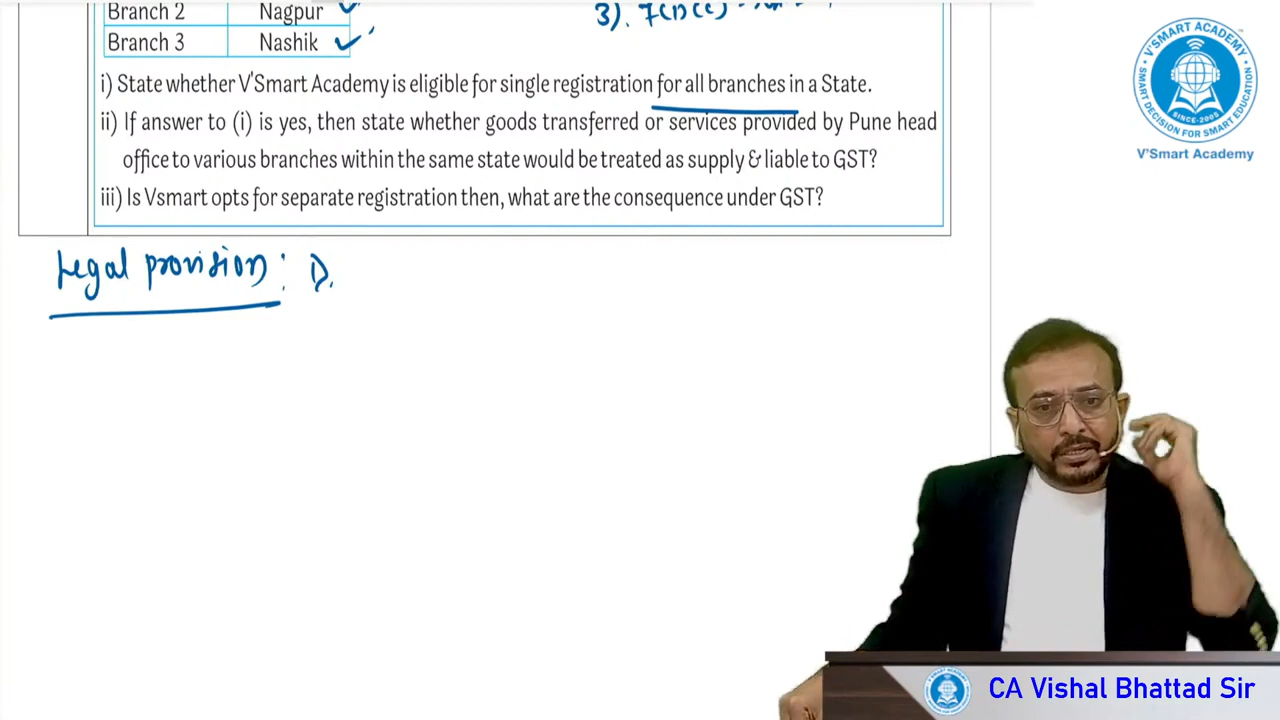 Branch 2 Nagpur
3).
Branch 3 Nashik
i) State whether V'Smart Academy is eligible for single registration for all branches in a State.
ii) If answer to (i) is yes, then state whether goods transferred or services provided by Pune head
office to various branches within the same state would be treated as supply & liable to GST?
iii) Is Vsmart opts for separate registration then, what are the consequence under GST?
Legal provision: D.
V'SMART ACADEMY
SINCE-2005
SMART DECISION FOR SMART EDUCATION
V'Smart Academy
CA Vishal Bhattad Sir